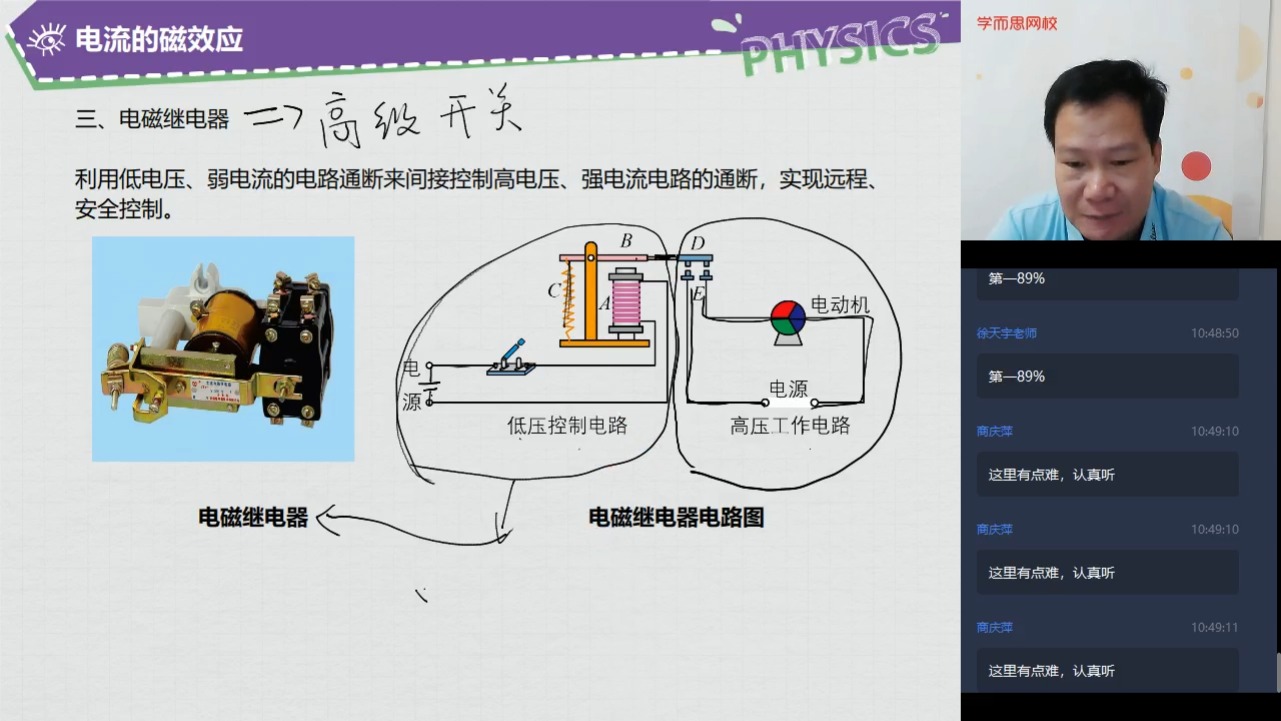 电流的磁效应
PHYSICS
三、电磁继电器 => 高级开关
利用低电压、弱电流的电路通断来间接控制高电压、强电流电路的通断，实现远程、
安全控制。
B
D
C
A
E
电动机
电
源
电源
低压控制电路
高压工作电路
电磁继电器
电磁继电器电路图
学而思网校
第一89%
徐天宇老师 10:48:50
第一89%
商庆萍 10:49:10
这里有点难，认真听
商庆萍 10:49:10
这里有点难，认真听
商庆萍 10:49:11
这里有点难，认真听